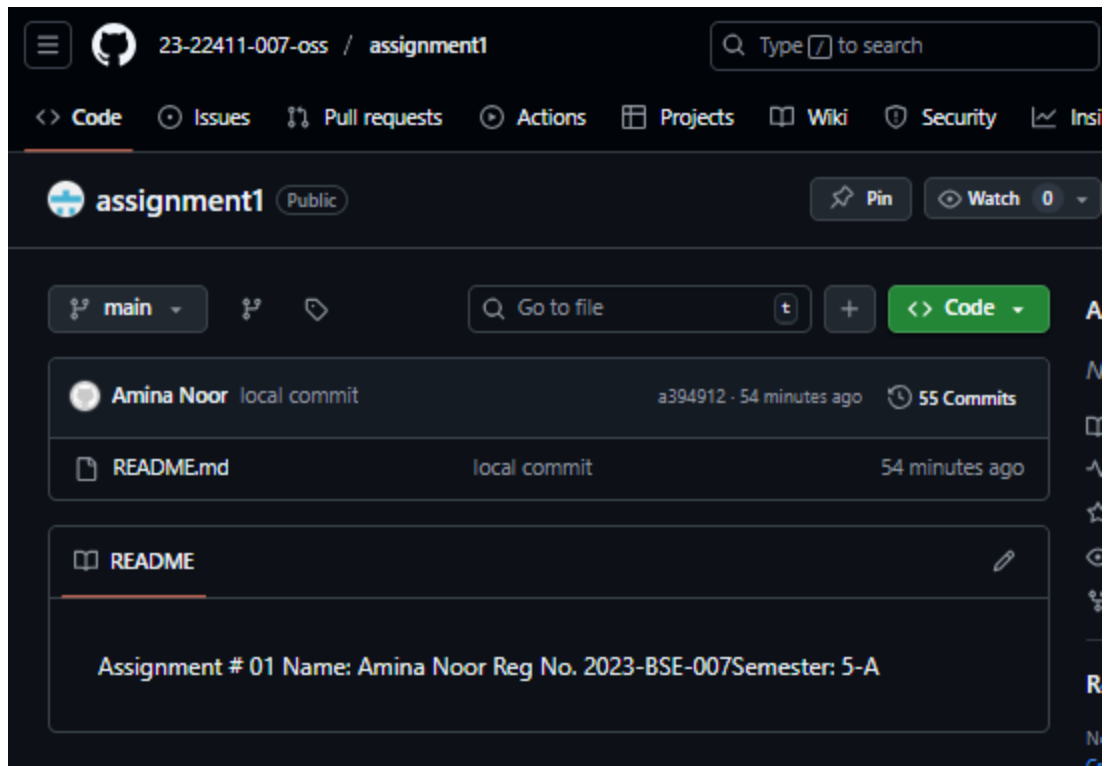 23-22411-007-oss / assignment1
Type / to search
Code Issues Pull requests Actions Projects Wiki Security Insi
assignment1 Public Pin Watch 0
main Go to file t + Code
A
Amina Noor local commit a394912 · 54 minutes ago 55 Commits
N
README.md local commit 54 minutes ago
README
Assignment # 01 Name: Amina Noor Reg No. 2023-BSE-007Semester: 5-A
R